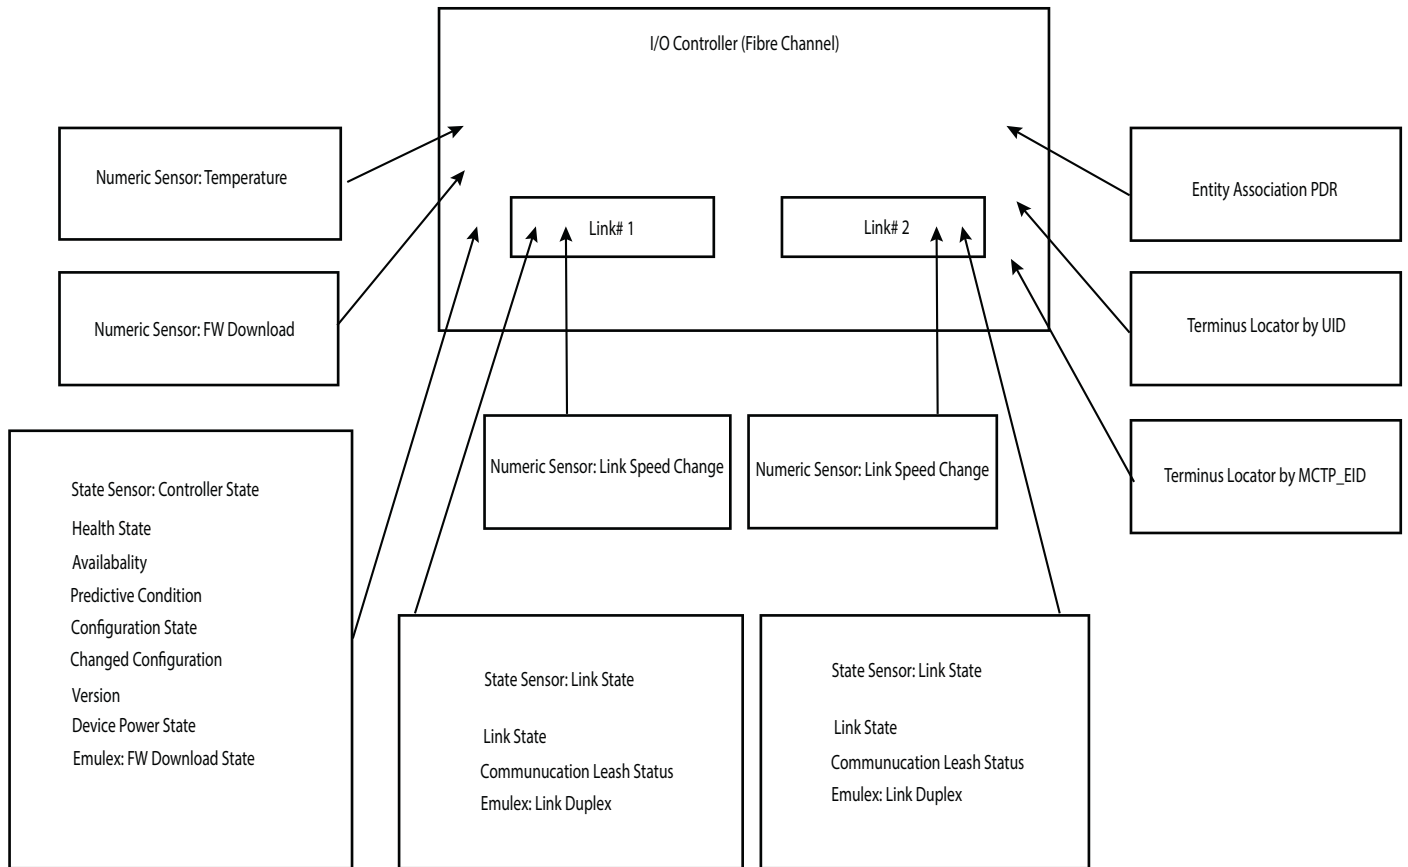 I/O Controller (Fibre Channel)
Numeric Sensor: Temperature
Entity Association PDR
Link# 1
Link# 2
Numeric Sensor: FW Download
Terminus Locator by UID
Numeric Sensor: Link Speed Change
Numeric Sensor: Link Speed Change
Terminus Locator by MCTP_EID
State Sensor: Controller State
Health State
Availabality
Predictive Condition
Configuration State
Changed Configuration
Version
Device Power State
Emulex: FW Download State
State Sensor: Link State
Link State
Communucation Leash Status
Emulex: Link Duplex
State Sensor: Link State
Link State
Communucation Leash Status
Emulex: Link Duplex